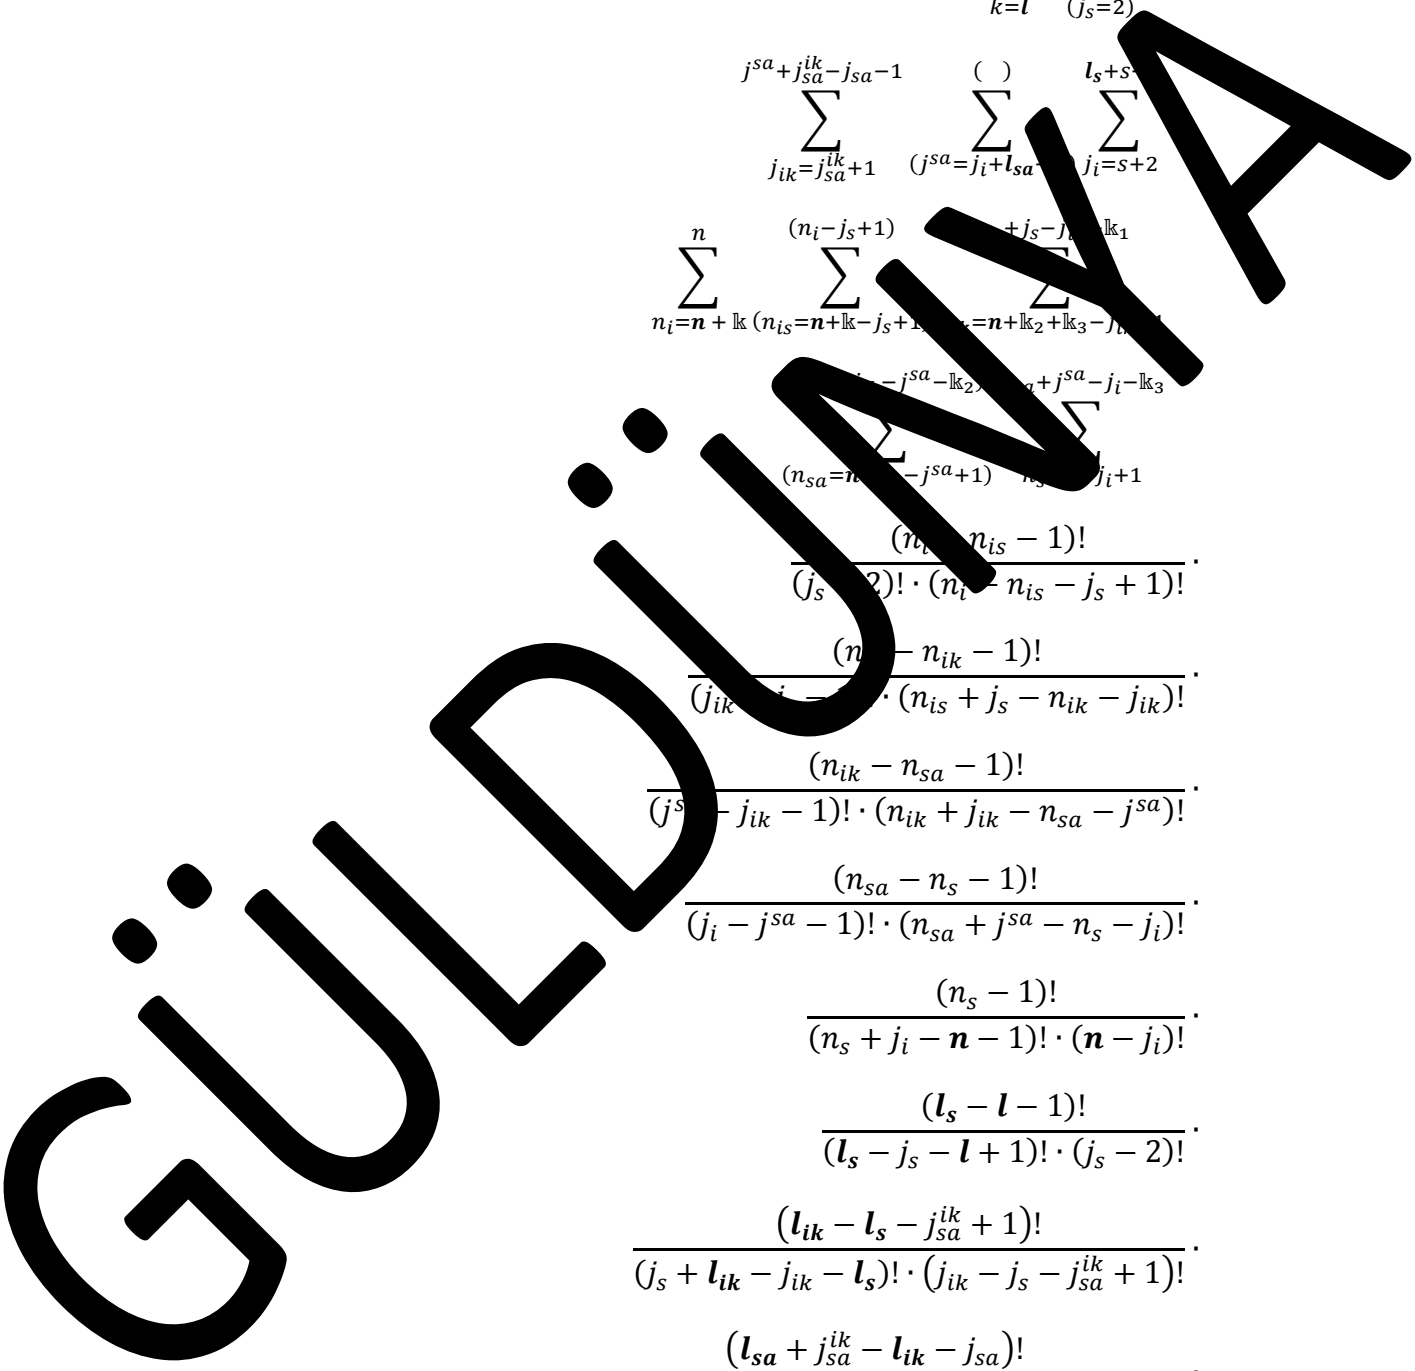 k=l (j_s=2)
j^{sa}+j_{sa}^{ik}−j_{sa}−1 ( ) l_s+s
∑ ∑ ∑
j_{ik}=j_{sa}^{ik}+1 (j^{sa}=j_i+l_{sa} j_i=s+2
n (n_i−j_s+1) +j_s−j 𝕜_1
∑ ∑ ∑
n_i=n+𝕜 (n_{is}=n+𝕜−j_s+1 =n+𝕜_2+𝕜_3−j
−j^{sa}−𝕜_2 +j^{sa}−j_i−𝕜_3
∑ ∑
(n_{sa}=n −j^{sa}+1) j_i+1
(n_i n_{is} − 1)!
(j_s 2)! · (n_i − n_{is} − j_s + 1)! ·
(n − n_{ik} − 1)!
(j_{ik} · (n_{is} + j_s − n_{ik} − j_{ik})! ·
(n_{ik} − n_{sa} − 1)!
(j^s − j_{ik} − 1)! · (n_{ik} + j_{ik} − n_{sa} − j^{sa})! ·
(n_{sa} − n_s − 1)!
(j_i − j^{sa} − 1)! · (n_{sa} + j^{sa} − n_s − j_i)! ·
(n_s − 1)!
(n_s + j_i − n − 1)! · (n − j_i)! ·
(l_s − l − 1)!
(l_s − j_s − l + 1)! · (j_s − 2)! ·
(l_{ik} − l_s − j_{sa}^{ik} + 1)!
(j_s + l_{ik} − j_{ik} − l_s)! · (j_{ik} − j_s − j_{sa}^{ik} + 1)! ·
(l_{sa} + j_{sa}^{ik} − l_{ik} − j_{sa})!
GÜLDÜNYA